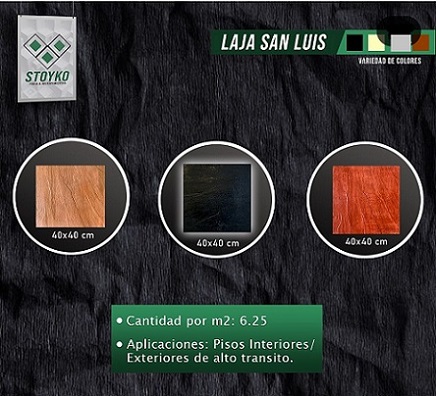 STOYKO
LAJA SAN LUIS
VARIEDAD DE COLORES
40x40 cm
40x40 cm
40x40 cm
• Cantidad por m2: 6.25
• Aplicaciones: Pisos Interiores/
Exteriores de alto transito.